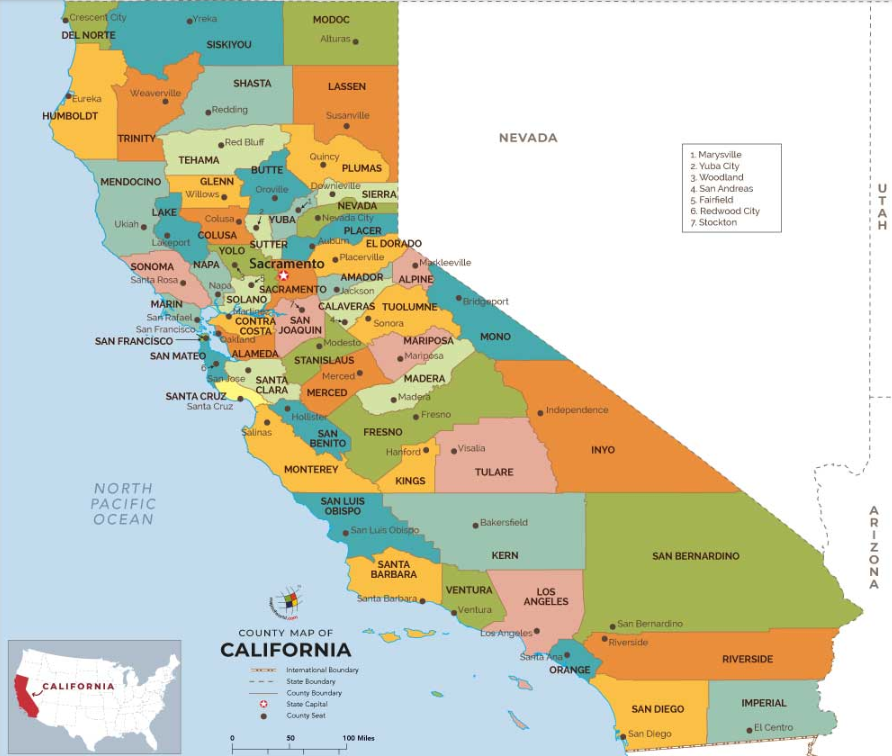 Crescent City
DEL NORTE
Yreka
SISKIYOU
MODOC
Alturas
Eureka
HUMBOLDT
Weaverville
TRINITY
SHASTA
Redding
LASSEN
Susanville
NEVADA
1. Marysville
2. Yuba City
3. Woodland
4. San Andreas
5. Fairfield
6. Redwood City
7. Stockton
UTAH
Red Bluff
TEHAMA
Quincy
PLUMAS
BUTTE
Oroville
MENDOCINO
Ukiah
GLENN
Willows
Downieville
SIERRA
NEVADA
Nevada City
LAKE
Lakeport
Colusa
COLUSA
2
1
YUBA
SUTTER
PLACER
Auburn
EL DORADO
Placerville
YOLO
3
Sacramento
SACRAMENTO
SONOMA
Santa Rosa
NAPA
Napa
5
SOLANO
AMADOR
Jackson
Markleeville
ALPINE
MARIN
San Rafael
Martinez
CONTRA
COSTA
7
SAN
JOAQUIN
CALAVERAS
4
TUOLUMNE
Sonora
Bridgeport
MONO
San Francisco
SAN FRANCISCO
Oakland
ALAMEDA
SAN MATEO
6
San Jose
SANTA
CLARA
Modesto
STANISLAUS
MARIPOSA
Mariposa
Merced
MERCED
MADERA
Madera
SANTA CRUZ
Santa Cruz
Hollister
SAN
BENITO
Salinas
MONTEREY
Fresno
FRESNO
Independence
INYO
Hanford
KINGS
Visalia
TULARE
NORTH
PACIFIC
OCEAN
SAN LUIS
OBISPO
San Luis Obispo
Bakersfield
KERN
SAN BERNARDINO
San Bernardino
ARIZONA
SANTA
BARBARA
Santa Barbara
VENTURA
Ventura
LOS
ANGELES
Los Angeles
Santa Ana
ORANGE
Riverside
RIVERSIDE
SAN DIEGO
San Diego
IMPERIAL
El Centro
COUNTY MAP OF
CALIFORNIA
International Boundary
State Boundary
County Boundary
State Capital
County Seat
0 50 100 Miles
CALIFORNIA